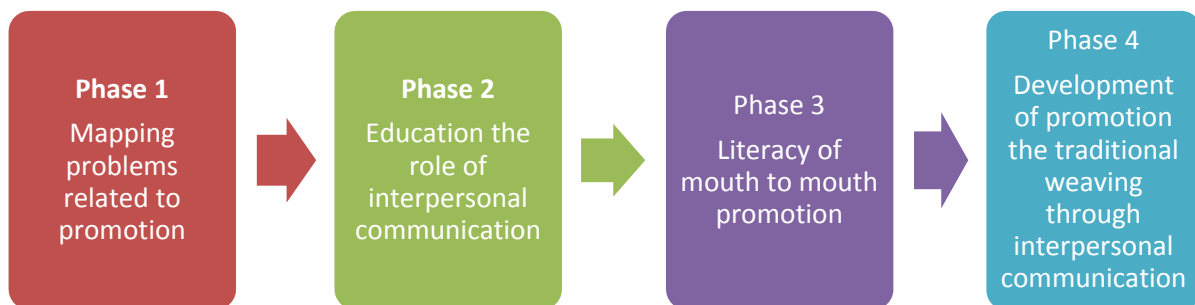 Phase 1
Mapping
problems
related to
promotion
Phase 2
Education the
role of
interpersonal
communication
Phase 3
Literacy of
mouth to mouth
promotion
Phase 4
Development
of promotion
the traditional
weaving
through
interpersonal
communication